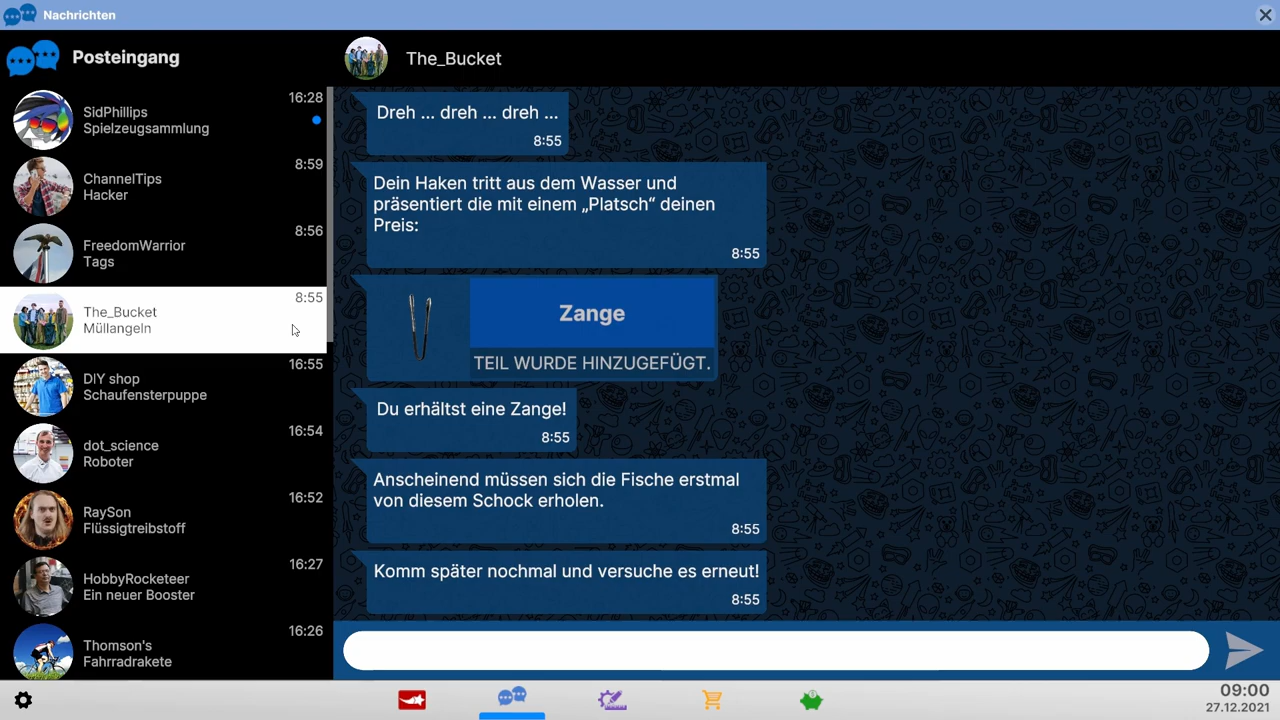 Nachrichten
Posteingang
The_Bucket
16:28
SidPhillips
Spielzeugsammlung
8:59
ChannelTips
Hacker
8:56
FreedomWarrior
Tags
8:55
The_Bucket
Müllangeln
16:55
DIY shop
Schaufensterpuppe
16:54
dot_science
Roboter
16:52
RaySon
Flüssigtreibstoff
16:27
HobbyRocketeer
Ein neuer Booster
16:26
Thomson's
Fahrradrakete
Dreh ... dreh ... dreh ...
8:55
Dein Haken tritt aus dem Wasser und
präsentiert die mit einem „Platsch“ deinen
Preis:
8:55
Zange
TEIL WURDE HINZUGEFÜGT.
Du erhältst eine Zange!
8:55
Anscheinend müssen sich die Fische erstmal
von diesem Schock erholen.
8:55
Komm später nochmal und versuche es erneut!
8:55
09:00
27.12.2021